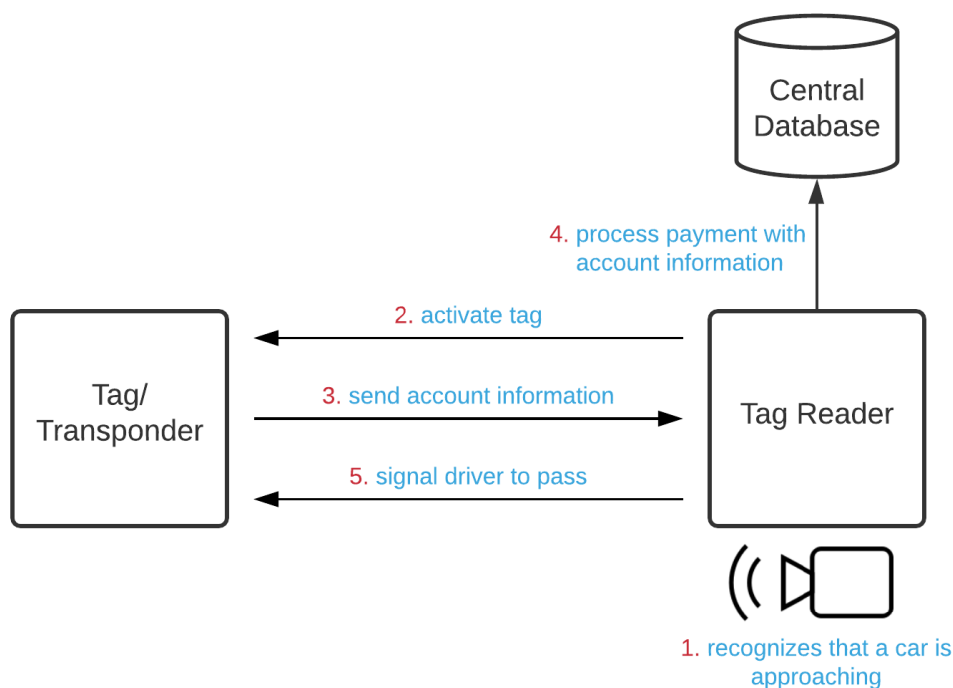 Central
Database
4. process payment with
account information
2. activate tag
Tag/
Transponder
3. send account information
Tag Reader
5. signal driver to pass
1. recognizes that a car is
approaching